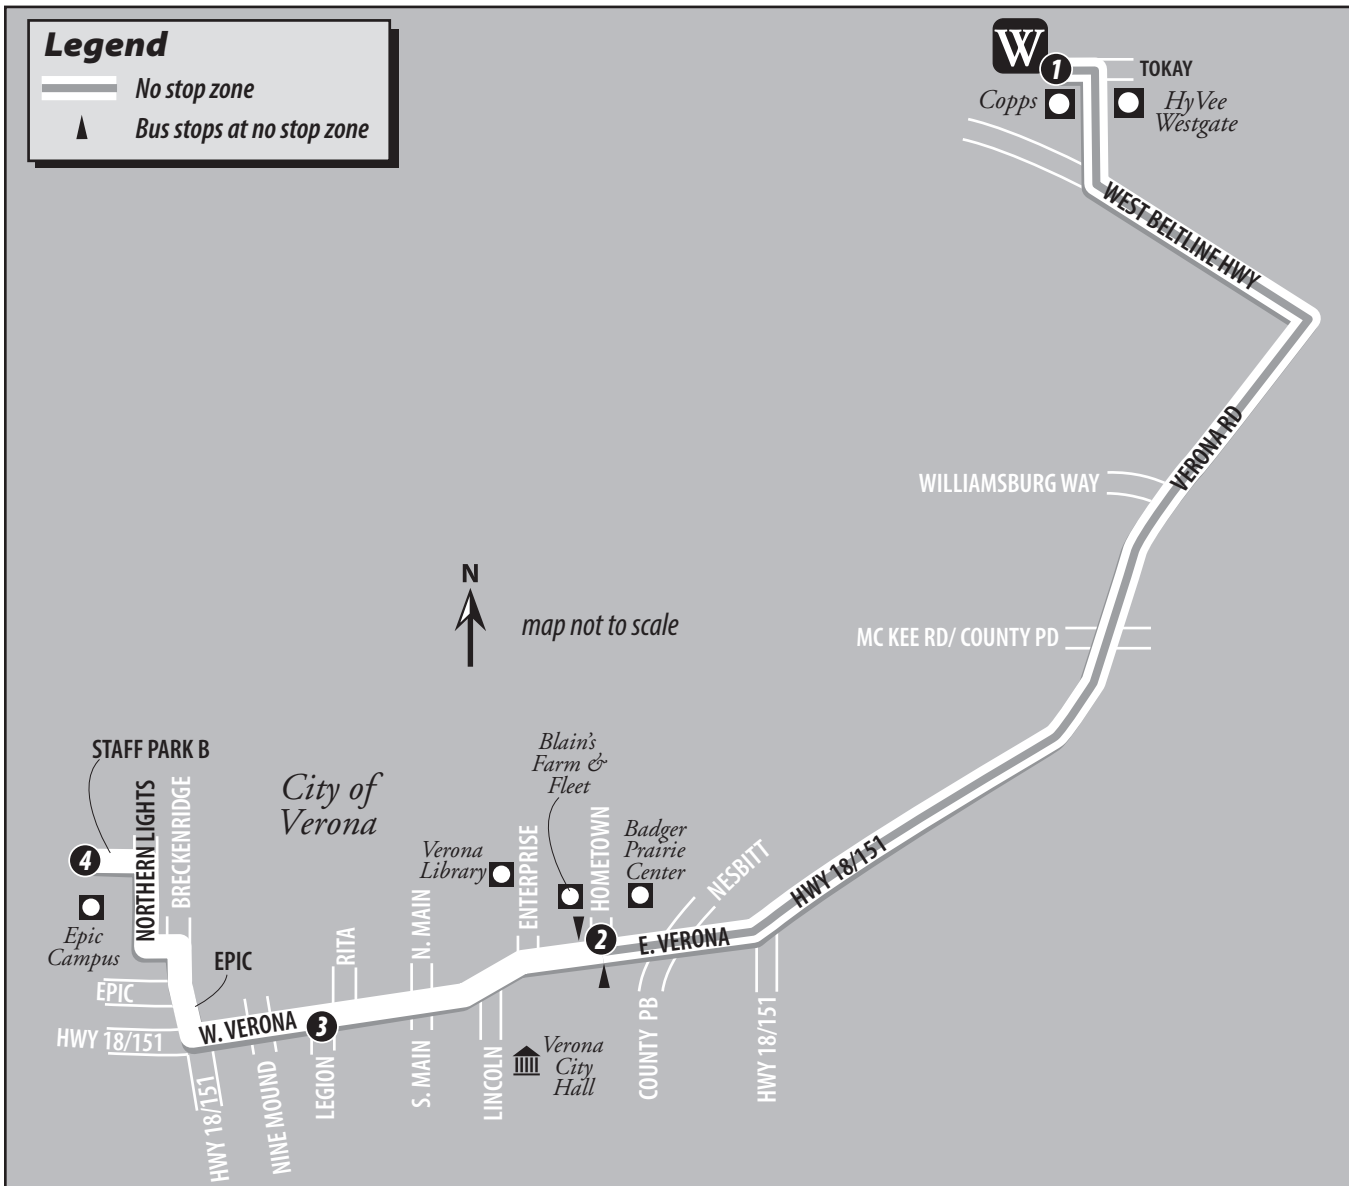 Legend
No stop zone
Bus stops at no stop zone
W
1
TOKAY
Copps
HyVee
Westgate
WEST BELTLINE HWY
VERONA RD
WILLIAMSBURG WAY
N
map not to scale
MC KEE RD/ COUNTY PD
HWY 18/151
STAFF PARK B
4
NORTHERN LIGHTS
BRECKENRIDGE
Epic
Campus
City of
Verona
Verona
Library
Blain's
Farm &
Fleet
ENTERPRISE
HOMETOWN
Badger
Prairie
Center
NESBITT
2
E. VERONA
EPIC
EPIC
RITA
N. MAIN
HWY 18/151
W. VERONA
3
HWY 18/151
NINE MOUND
LEGION
S. MAIN
LINCOLN
Verona
City
Hall
COUNTY PB
HWY 18/151